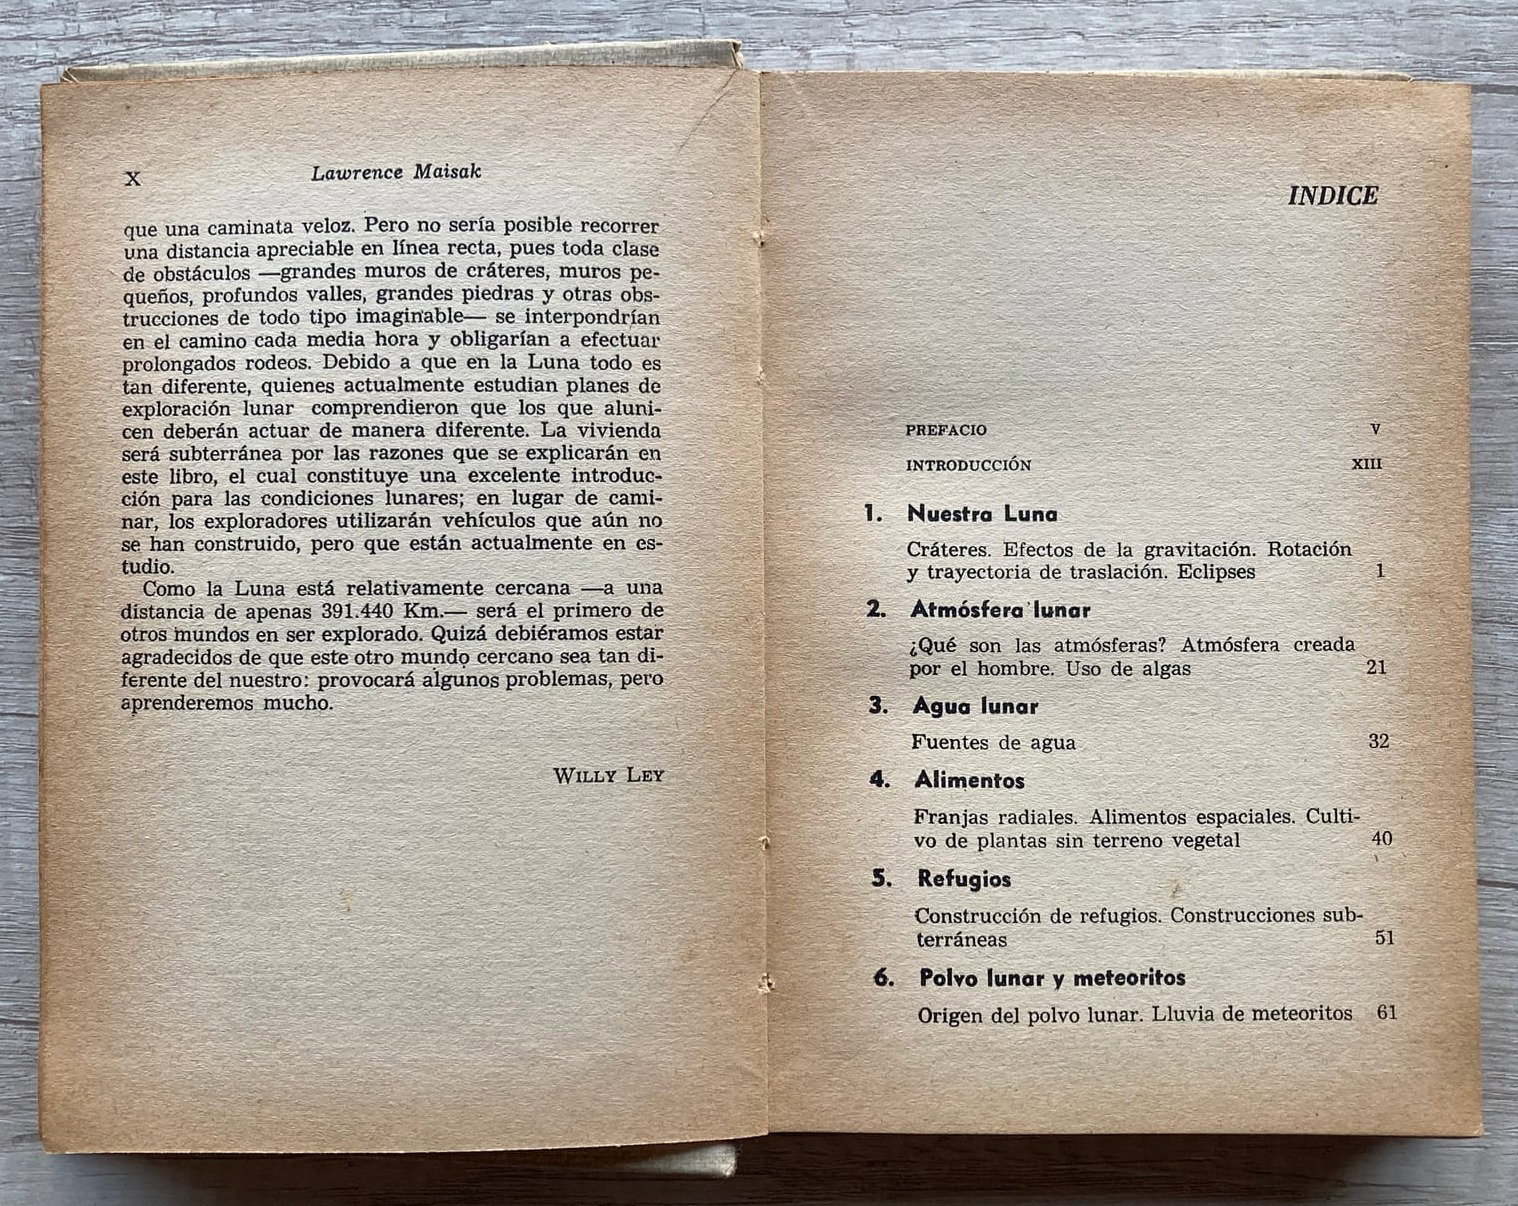 X Lawrence Maisak
que una caminata veloz. Pero no sería posible recorrer
una distancia apreciable en línea recta, pues toda clase
de obstáculos —grandes muros de cráteres, muros pe-
queños, profundos valles, grandes piedras y otras obs-
trucciones de todo tipo imaginable— se interpondrían
en el camino cada media hora y obligarían a efectuar
prolongados rodeos. Debido a que en la Luna todo es
tan diferente, quienes actualmente estudian planes de
exploración lunar comprendieron que los que aluni-
cen deberán actuar de manera diferente. La vivienda
será subterránea por las razones que se explicarán en
este libro, el cual constituye una excelente introduc-
ción para las condiciones lunares; en lugar de cami-
nar, los exploradores utilizarán vehículos que aún no
se han construido, pero que están actualmente en es-
tudio.
Como la Luna está relativamente cercana —a una
distancia de apenas 391.440 Km.— será el primero de
otros mundos en ser explorado. Quizá debiéramos estar
agradecidos de que este otro mundo cercano sea tan di-
ferente del nuestro: provocará algunos problemas, pero
aprenderemos mucho.
WILLY LEY
INDICE
PREFACIO V
INTRODUCCIÓN XIII
1. Nuestra Luna
Cráteres. Efectos de la gravitación. Rotación
y trayectoria de traslación. Eclipses 1
2. Atmósfera lunar
¿Qué son las atmósferas? Atmósfera creada
por el hombre. Uso de algas 21
3. Agua lunar
Fuentes de agua 32
4. Alimentos
Franjas radiales. Alimentos espaciales. Culti-
vo de plantas sin terreno vegetal 40
5. Refugios
Construcción de refugios. Construcciones sub-
terráneas 51
6. Polvo lunar y meteoritos
Origen del polvo lunar. Lluvia de meteoritos 61